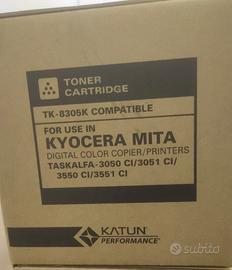 TONER
CARTRIDGE
TK-8305K COMPATIBLE
FOR USE IN
KYOCERA MITA
DIGITAL COLOR COPIER/PRINTERS
TASKALFA-3050 CI/3051 CI/
3550 CI/3551 CI
KATUN
PERFORMANCE
subito